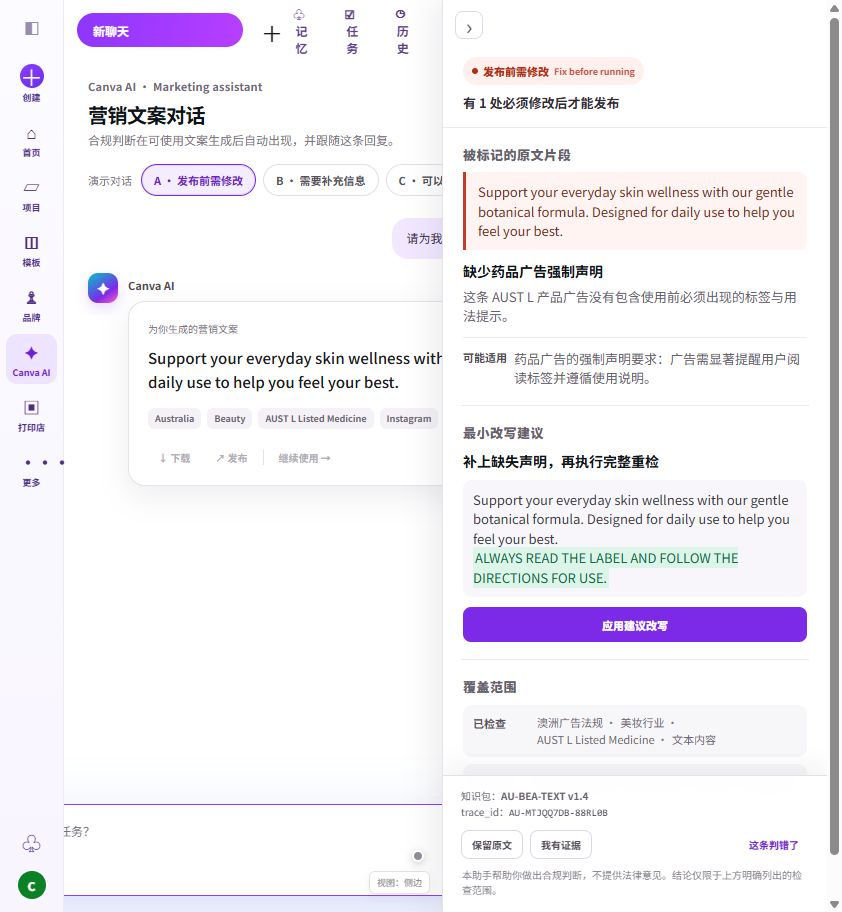 创建
首页
项目
模板
品牌
Canva AI
打印店
更多
c
新聊天
记忆
任务
历史
Canva AI • Marketing assistant
营销文案对话
合规判断在可使用文案生成后自动出现，并跟随这条回复。
演示对话
A • 发布前需修改
B • 需要补充信息
C • 可以
请为我
Canva AI
为你生成的营销文案
Support your everyday skin wellness with
daily use to help you feel your best.
Australia
Beauty
AUST L Listed Medicine
Instagram
↓ 下载
↗ 发布
继续使用 →
任务？
视图：侧边
发布前需修改 Fix before running
有 1 处必须修改后才能发布
被标记的原文片段
Support your everyday skin wellness with our gentle
botanical formula. Designed for daily use to help you
feel your best.
缺少药品广告强制声明
这条 AUST L 产品广告没有包含使用前必须出现的标签与用
法提示。
可能适用
药品广告的强制声明要求：广告需显著提醒用户阅
读标签并遵循使用说明。
最小改写建议
补上缺失声明，再执行完整重检
Support your everyday skin wellness with our gentle
botanical formula. Designed for daily use to help you
feel your best.
ALWAYS READ THE LABEL AND FOLLOW THE
DIRECTIONS FOR USE.
应用建议改写
覆盖范围
已检查
澳洲广告法规 • 美妆行业 •
AUST L Listed Medicine • 文本内容
知识包：AU-BEA-TEXT v1.4
trace_id: AU-MTJQQ7DB-88RL0B
保留原文
我有证据
这条判错了
本助手帮助你做出合规判断，不提供法律意见。结论仅限于上方明确列出的检
查范围。